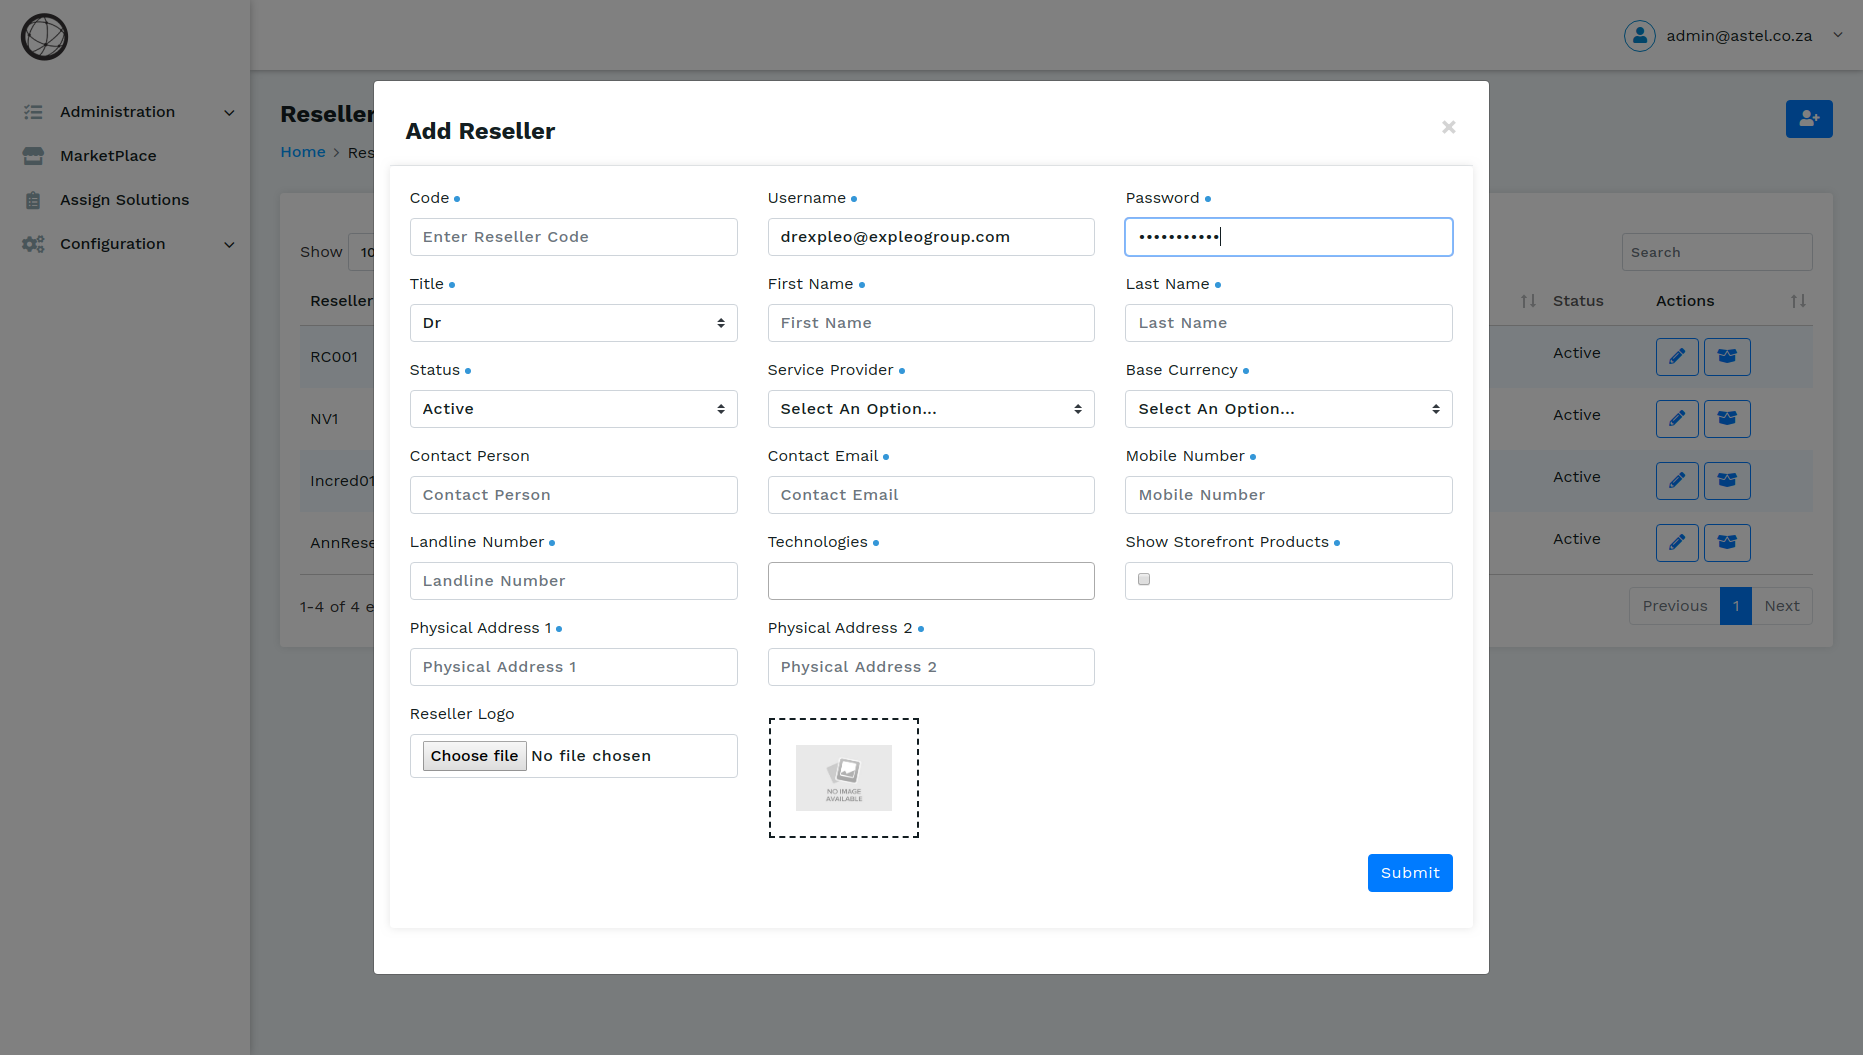 admin@astel.co.za
Administration
MarketPlace
Assign Solutions
Configuration
Reseller
Home > Res
Show 10
Search
Reseller
Status Actions
RC001 Active
NV1 Active
Incred01 Active
AnnRese Active
1-4 of 4 e
Previous 1 Next
Add Reseller
×
Code Username Password
Enter Reseller Code drexpleo@expleogroup.com •••••••••••
Title First Name Last Name
Dr First Name Last Name
Status Service Provider Base Currency
Active Select An Option... Select An Option...
Contact Person Contact Email Mobile Number
Contact Person Contact Email Mobile Number
Landline Number Technologies Show Storefront Products
Landline Number
Physical Address 1 Physical Address 2
Physical Address 1 Physical Address 2
Reseller Logo
Choose file No file chosen
NO IMAGE
AVAILABLE
Submit